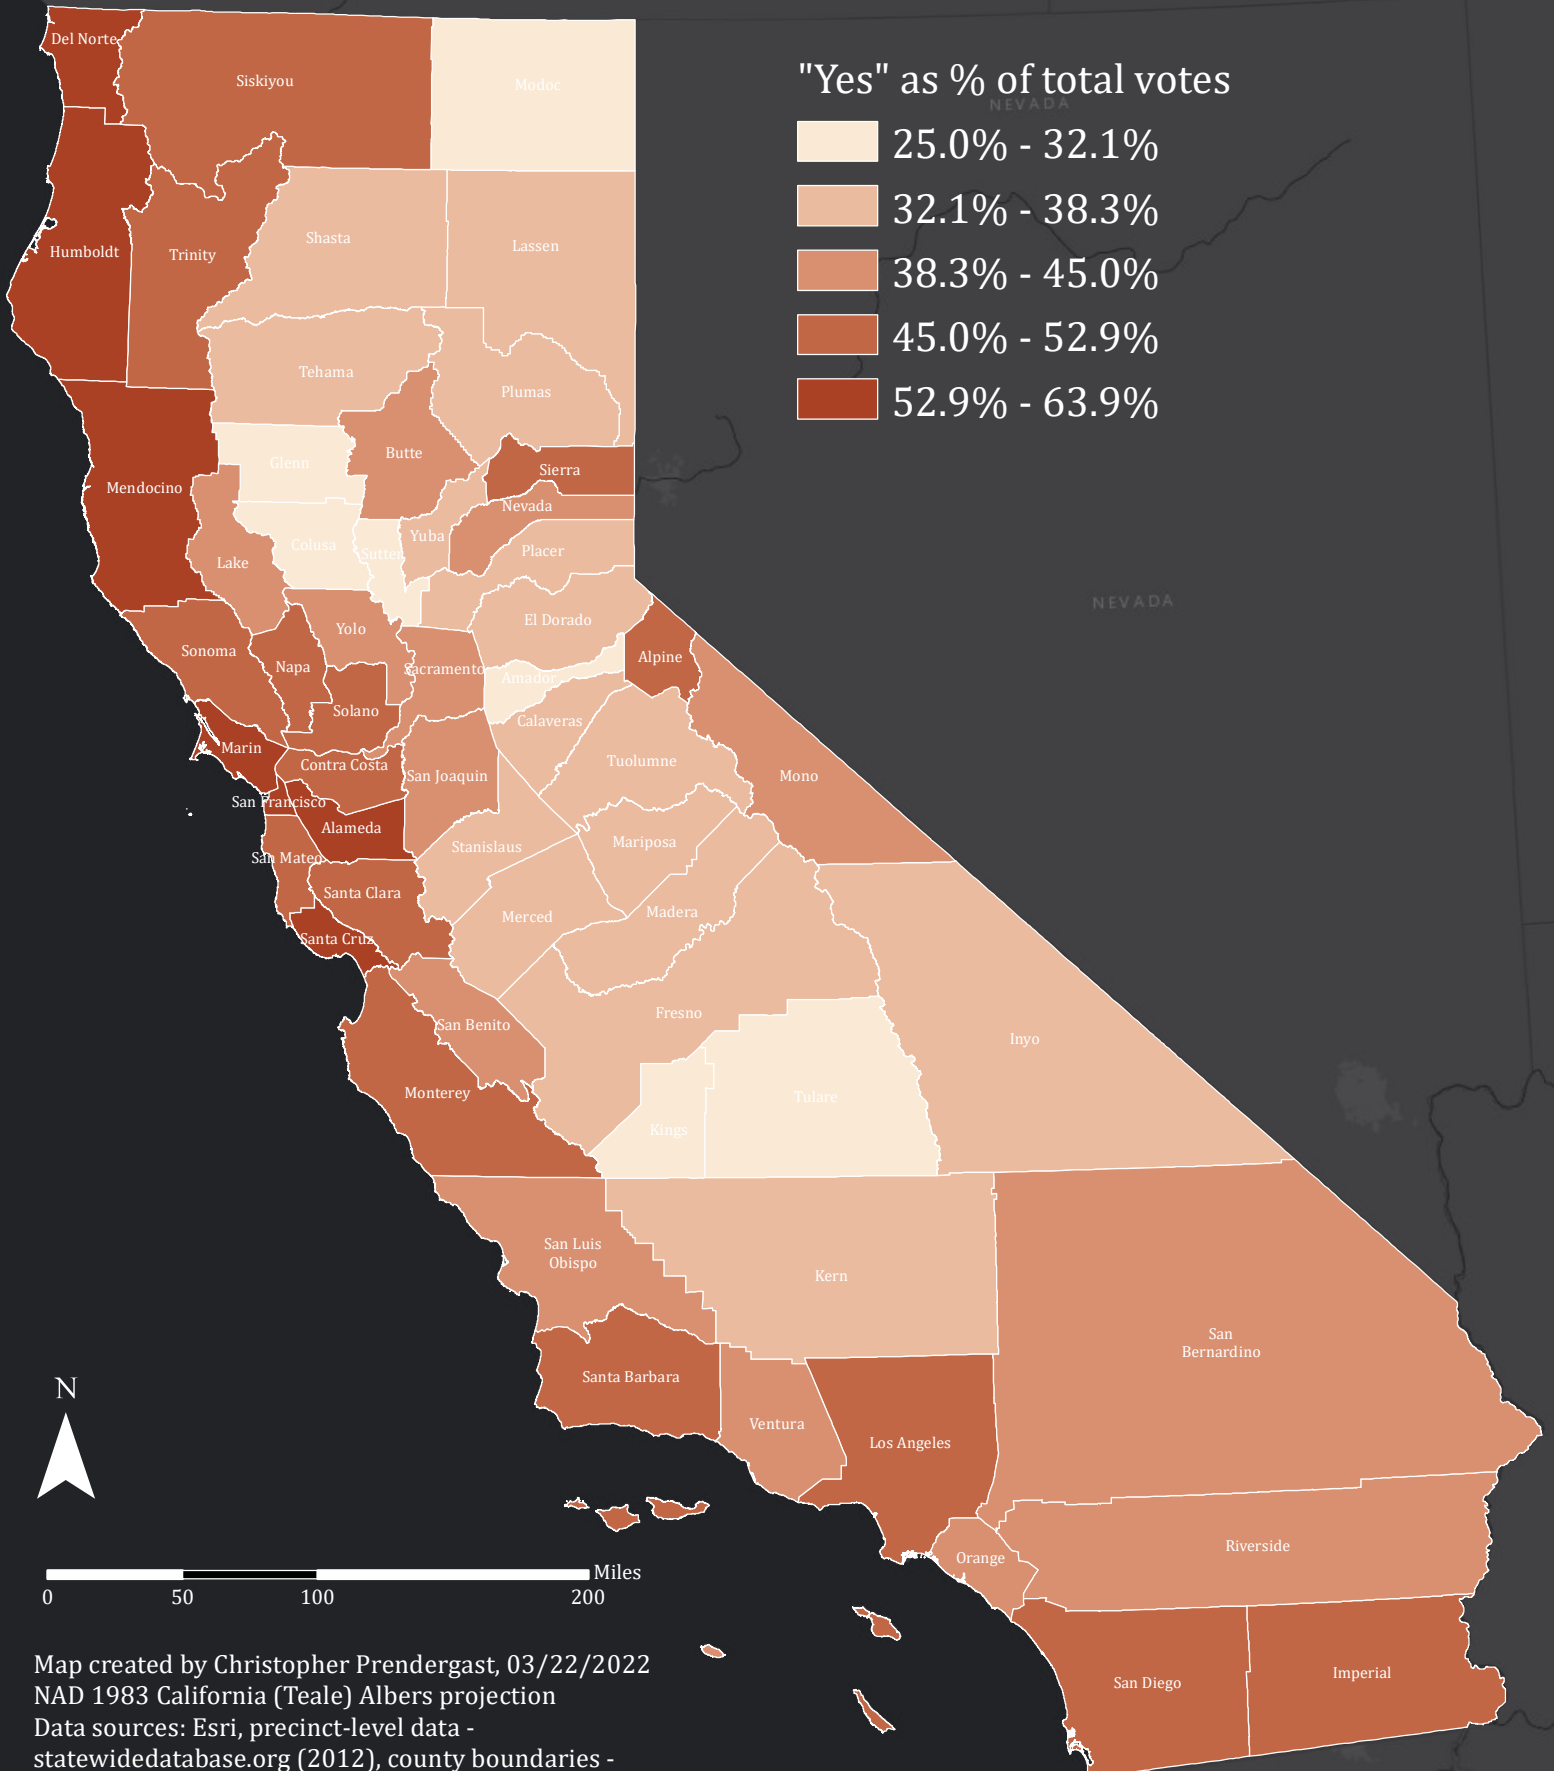 Del Norte
Siskiyou
Modoc
"Yes" as % of total votes
NEVADA
25.0% - 32.1%
32.1% - 38.3%
38.3% - 45.0%
45.0% - 52.9%
52.9% - 63.9%
Humboldt
Trinity
Shasta
Lassen
Tehama
Plumas
Mendocino
Glenn
Butte
Sierra
Nevada
Colusa
Sutter
Yuba
Placer
Lake
NEVADA
El Dorado
Yolo
Sonoma
Napa
Sacramento
Amador
Alpine
Solano
Calaveras
Marin
Contra Costa
San Joaquin
Tuolumne
Mono
San Francisco
Alameda
Stanislaus
Mariposa
San Mateo
Santa Clara
Merced
Madera
Santa Cruz
San Benito
Fresno
Inyo
Monterey
Kings
Tulare
San Luis
Obispo
Kern
San
Bernardino
Santa Barbara
Ventura
Los Angeles
N
Orange
Riverside
Miles
0 50 100 200
San Diego
Imperial
Map created by Christopher Prendergast, 03/22/2022
NAD 1983 California (Teale) Albers projection
Data sources: Esri, precinct-level data -
statewidedatabase.org (2012), county boundaries -